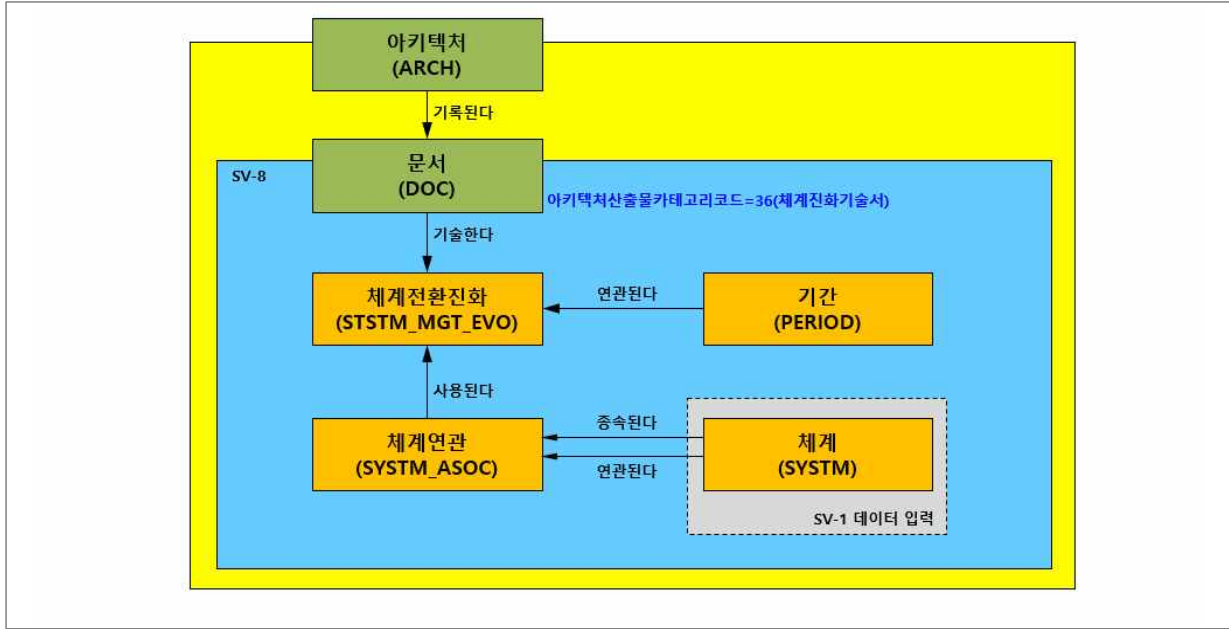 아키텍처
(ARCH)
기록된다
SV-8
문서
(DOC)
아키텍처산출물카테고리코드=36(체계진화기술서)
기술한다
체계전환진화
(STSTM_MGT_EVO)
연관된다
기간
(PERIOD)
사용된다
체계연관
(SYSTM_ASOC)
종속된다
연관된다
체계
(SYSTM)
SV-1 데이터 입력